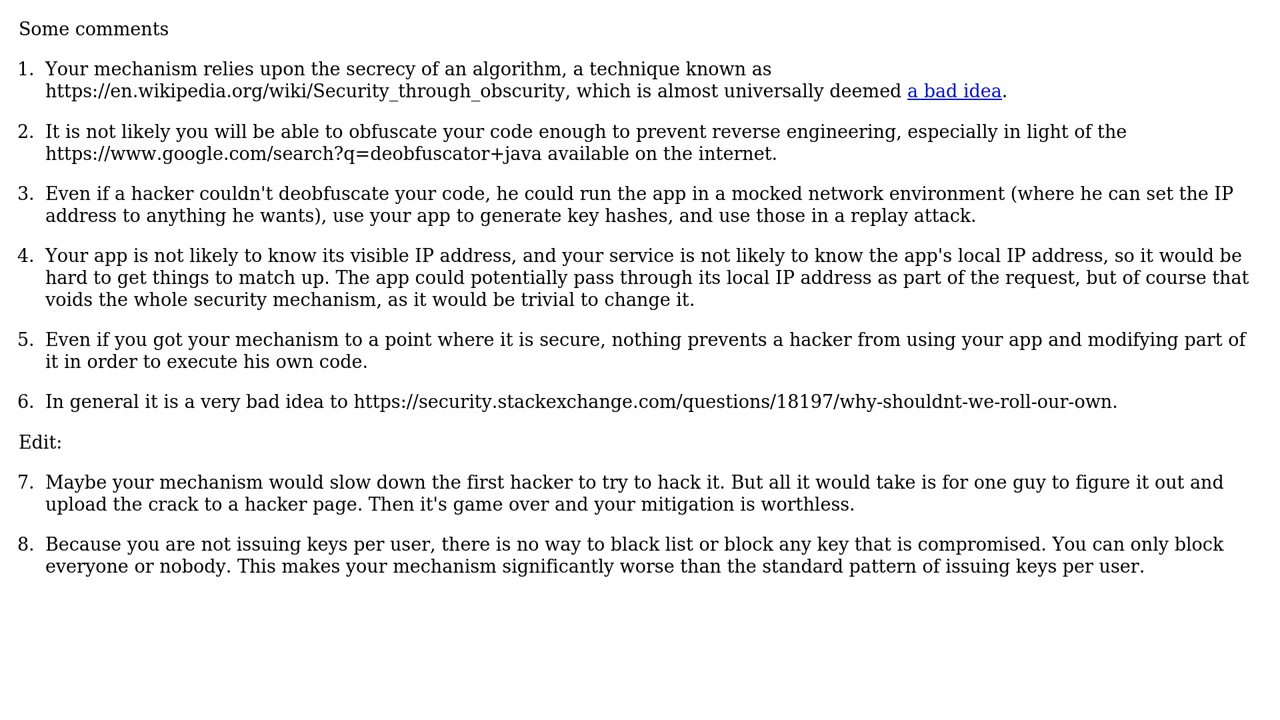 Some comments
1. Your mechanism relies upon the secrecy of an algorithm, a technique known as
https://en.wikipedia.org/wiki/Security_through_obscurity, which is almost universally deemed a bad idea.
2. It is not likely you will be able to obfuscate your code enough to prevent reverse engineering, especially in light of the
https://www.google.com/search?q=deobfuscator+java available on the internet.
3. Even if a hacker couldn't deobfuscate your code, he could run the app in a mocked network environment (where he can set the IP
address to anything he wants), use your app to generate key hashes, and use those in a replay attack.
4. Your app is not likely to know its visible IP address, and your service is not likely to know the app's local IP address, so it would be
hard to get things to match up. The app could potentially pass through its local IP address as part of the request, but of course that
voids the whole security mechanism, as it would be trivial to change it.
5. Even if you got your mechanism to a point where it is secure, nothing prevents a hacker from using your app and modifying part of
it in order to execute his own code.
6. In general it is a very bad idea to https://security.stackexchange.com/questions/18197/why-shouldnt-we-roll-our-own.
Edit:
7. Maybe your mechanism would slow down the first hacker to try to hack it. But all it would take is for one guy to figure it out and
upload the crack to a hacker page. Then it's game over and your mitigation is worthless.
8. Because you are not issuing keys per user, there is no way to black list or block any key that is compromised. You can only block
everyone or nobody. This makes your mechanism significantly worse than the standard pattern of issuing keys per user.